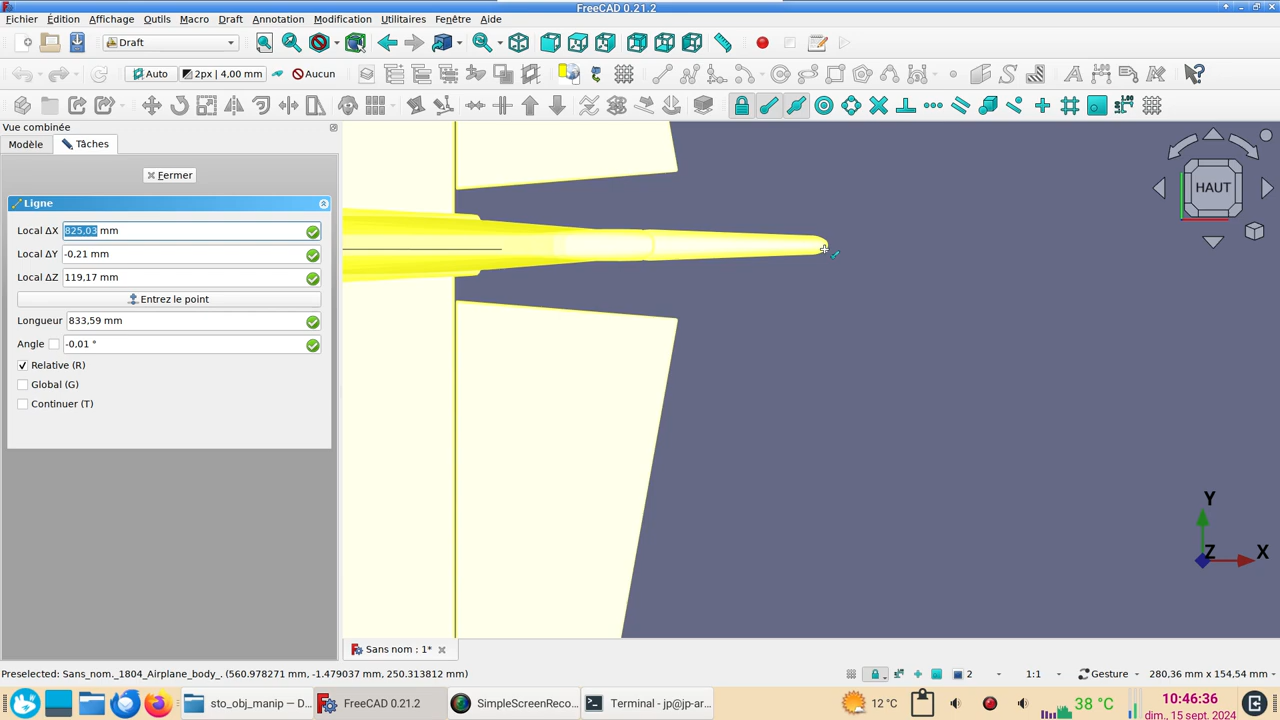 FreeCAD 0.21.2
Fichier Édition Affichage Outils Macro Draft Annotation Modification Utilitaires Fenêtre Aide
Draft
Auto 2px | 4,00 mm Aucun
Vue combinée
Modèle Tâches
Fermer
Ligne
Local ΔX 825.03 mm
Local ΔY -0.21 mm
Local ΔZ 119,17 mm
Entrez le point
Longueur 833,59 mm
Angle -0.01 °
Relative (R)
Global (G)
Continuer (T)
HAUT
Y
Z X
Sans nom : 1*
Preselected: Sans_nom._1804_Airplane_body_. (560.978271 mm, -1.479037 mm, 250.313812 mm)
2 1:1 Gesture 280,36 mm x 154,54 mm
sto_obj_manip — D... FreeCAD 0.21.2 SimpleScreenReco... Terminal - jp@jp-ar... 12°C 38 °C 10:46:36
dim., 15 sept. 2024